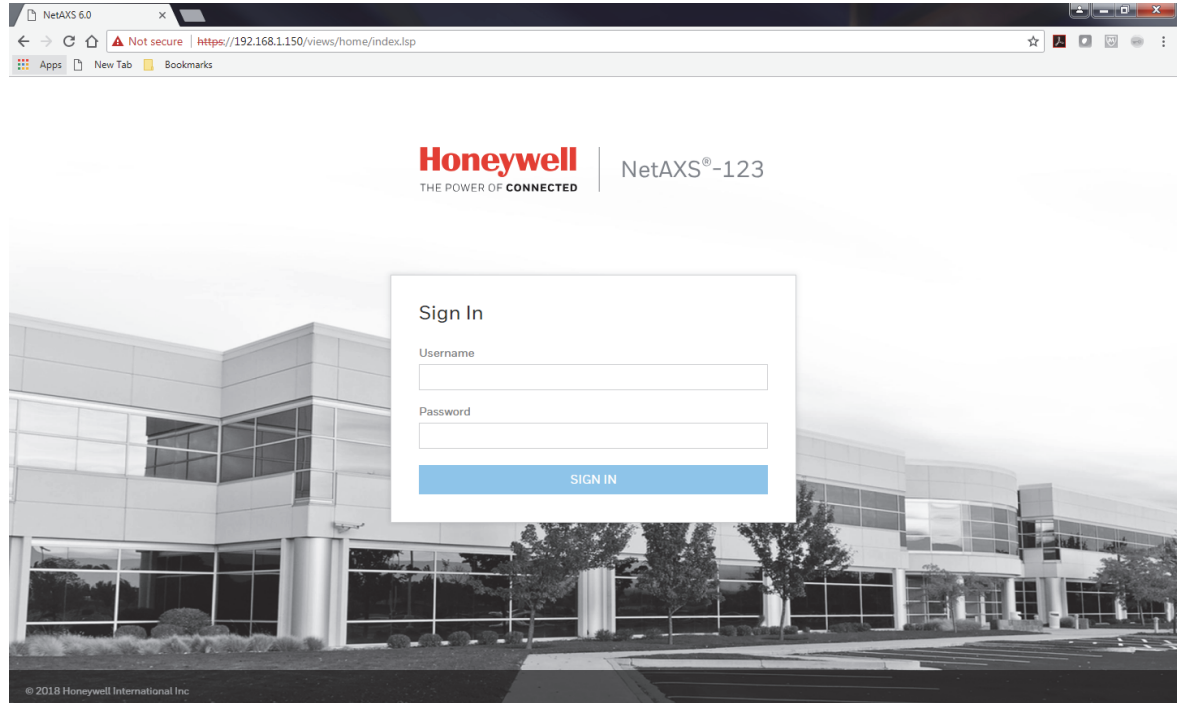 NetAXS 6.0
Not secure | https://192.168.1.150/views/home/index.lsp
Apps New Tab Bookmarks
Honeywell
THE POWER OF CONNECTED
NetAXS®-123
Sign In
Username
Password
SIGN IN
© 2018 Honeywell International Inc